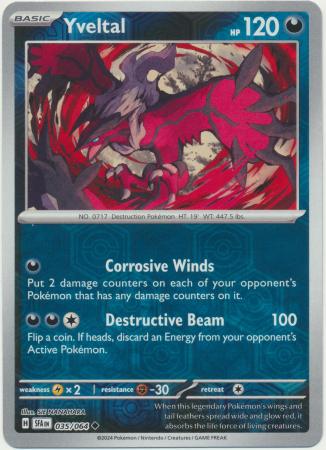 BASIC
Yveltal
HP 120
NO. 0717 Destruction Pokémon HT. 19' WT: 447.5 lbs.
Corrosive Winds
Put 2 damage counters on each of your opponent's
Pokémon that has any damage counters on it.
Destructive Beam 100
Flip a coin. If heads, discard an Energy from your opponent's
Active Pokémon.
weakness ×2 resistance -30 retreat
Illus. SIE NANAHARA
When this legendary Pokémon's wings and
tail feathers spread wide and glow red, it
absorbs the life force of living creatures.
H SFA EN 035/064
©2024 Pokémon / Nintendo / Creatures / GAME FREAK